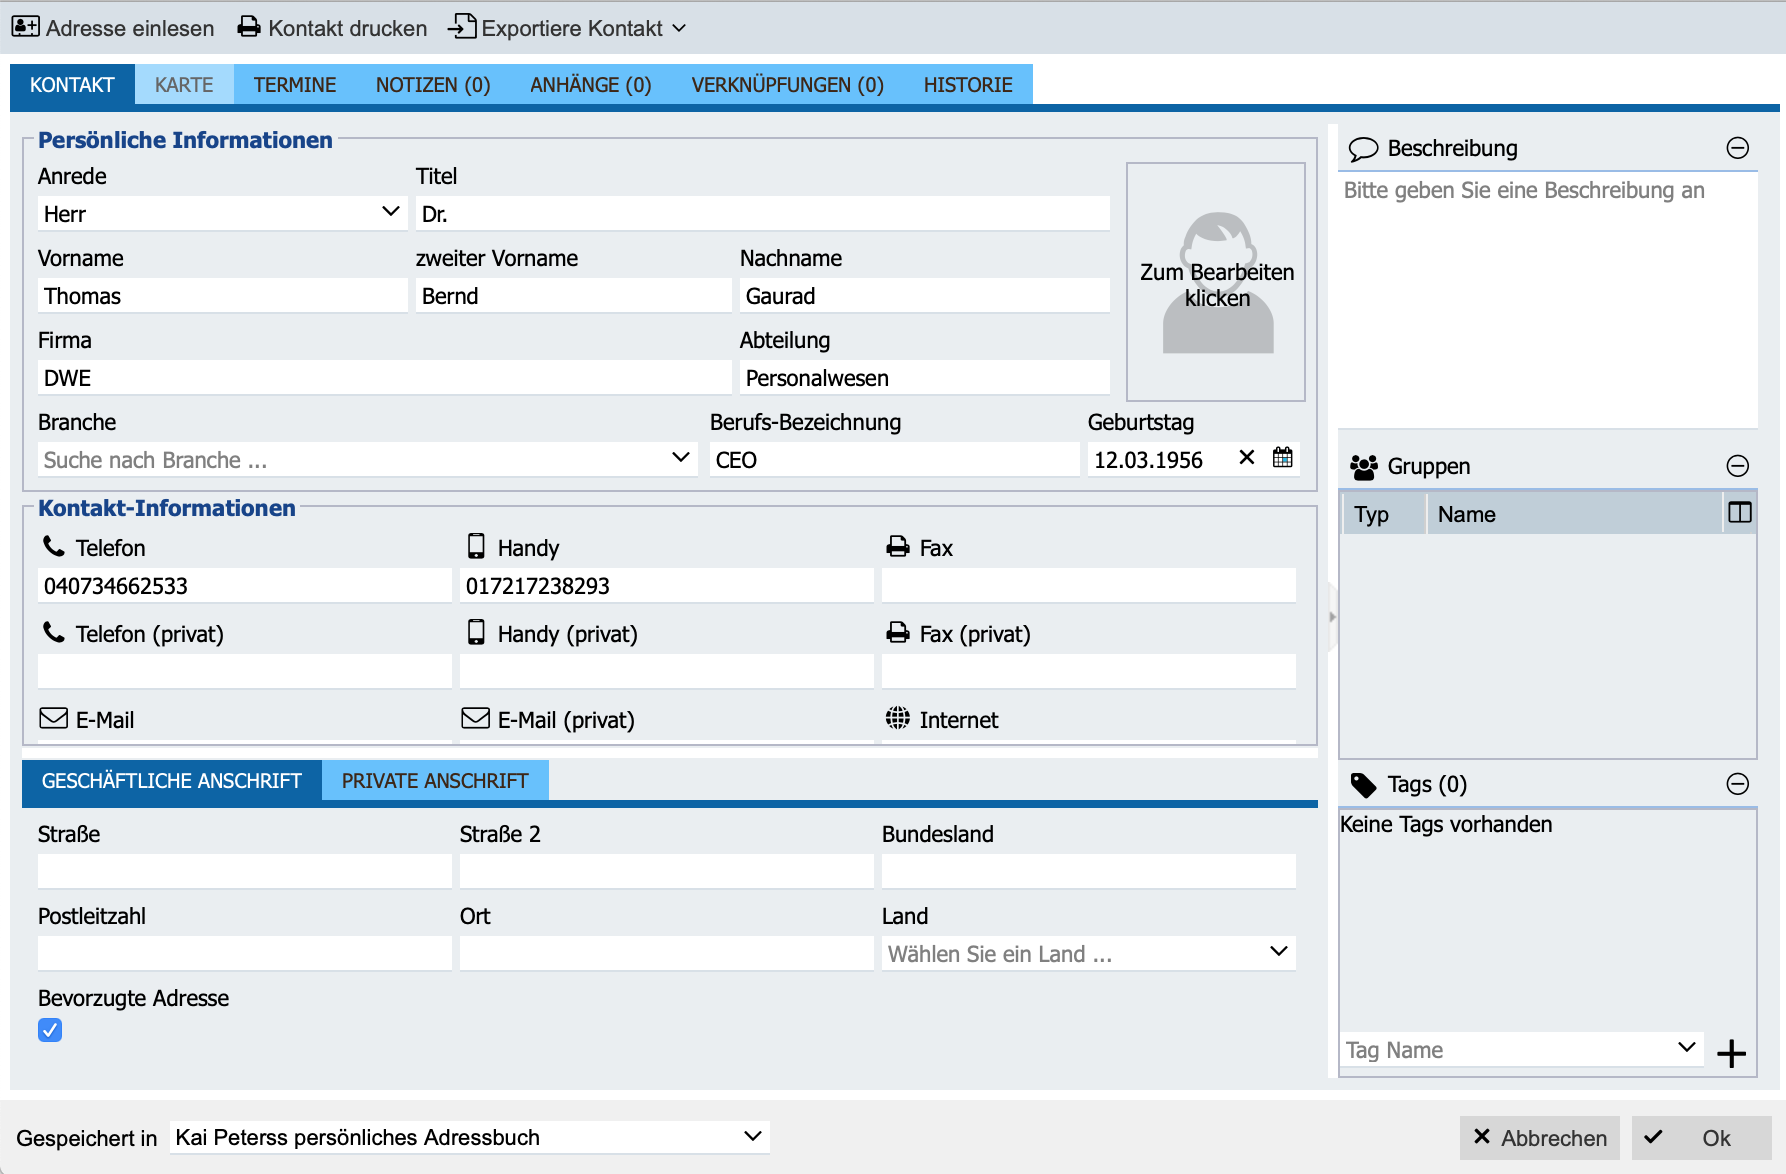 Adresse einlesen Kontakt drucken Exportiere Kontakt
KONTAKT KARTE TERMINE NOTIZEN (0) ANHÄNGE (0) VERKNÜPFUNGEN (0) HISTORIE
Persönliche Informationen
Anrede Titel
Herr Dr.
Vorname zweiter Vorname Nachname
Thomas Bernd Gaurad
Zum Bearbeiten
klicken
Firma Abteilung
DWE Personalwesen
Branche Berufs-Bezeichnung Geburtstag
Suche nach Branche ... CEO 12.03.1956
Kontakt-Informationen
Telefon Handy Fax
040734662533 017217238293
Telefon (privat) Handy (privat) Fax (privat)
E-Mail E-Mail (privat) Internet
GESCHÄFTLICHE ANSCHRIFT PRIVATE ANSCHRIFT
Straße Straße 2 Bundesland
Postleitzahl Ort Land
Wählen Sie ein Land ...
Bevorzugte Adresse
Beschreibung
Bitte geben Sie eine Beschreibung an
Gruppen
Typ Name
Tags (0)
Keine Tags vorhanden
Tag Name
Gespeichert in Kai Peterss persönliches Adressbuch
Abbrechen Ok